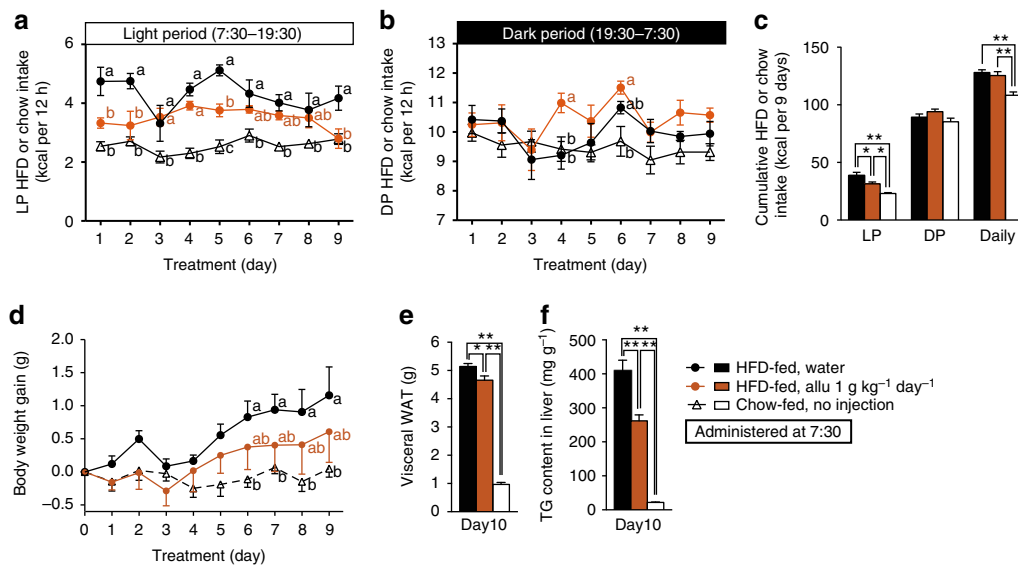 a
Light period (7:30–19:30)
LP HFD or chow intake
(kcal per 12 h)
6
4
2
0
a a a a a a a a a
b b a a b ab ab ab b
b b b b c b b b b
1 2 3 4 5 6 7 8 9
Treatment (day)
b
Dark period (19:30–7:30)
DP HFD or chow intake
(kcal per 12 h)
13
12
11
10
9
8
7
a a
ab
b b b
1 2 3 4 5 6 7 8 9
Treatment (day)
c
Cumulative HFD or chow
intake (kcal per 9 days)
150
100
50
0
**
**
**
* *
LP DP Daily
d
Body weight gain (g)
2.0
1.5
1.0
0.5
0.0
–0.5
a a a a
ab ab ab ab
b b b b
0 1 2 3 4 5 6 7 8 9
Treatment (day)
e
Visceral WAT (g)
6
5
4
3
2
1
0
**
* **
Day10
f
TG content in liver (mg g⁻¹)
500
400
300
200
100
0
**
** **
Day10
HFD-fed, water
HFD-fed, allu 1 g kg⁻¹ day⁻¹
Chow-fed, no injection
Administered at 7:30